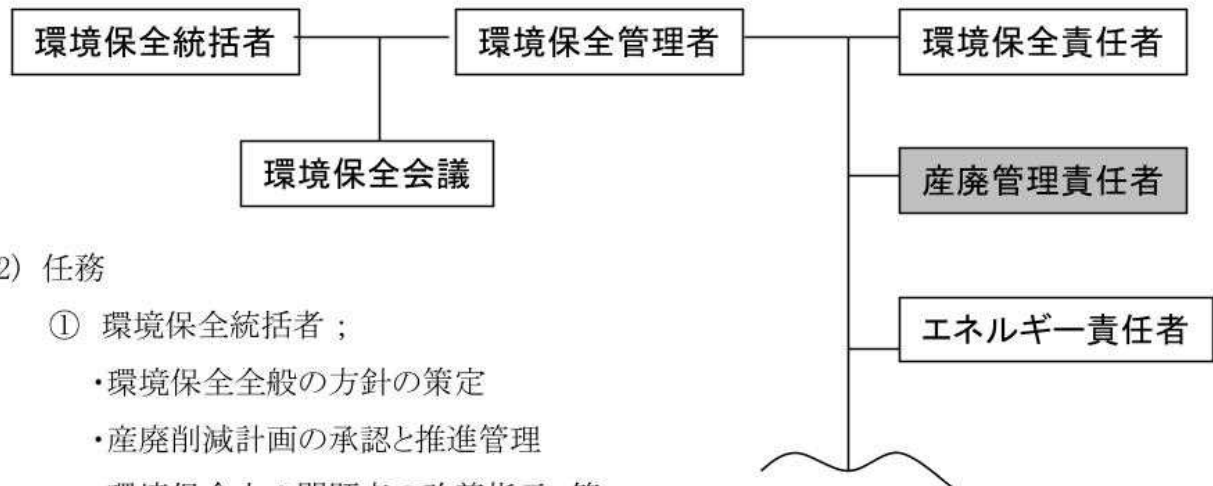 環境保全統括者
環境保全管理者
環境保全責任者
環境保全会議
産廃管理責任者
エネルギー責任者
2) 任務
① 環境保全統括者 ;
・環境保全全般の方針の策定
・産廃削減計画の承認と推進管理